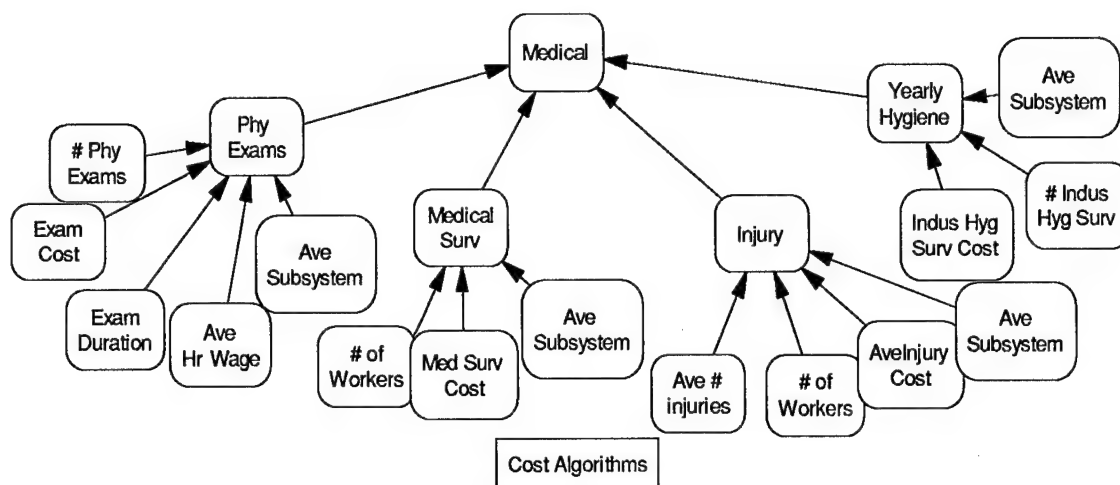 Medical
Yearly
Hygiene
Ave
Subsystem
Phy
Exams
# Phy
Exams
Exam
Cost
Exam
Duration
Ave
Hr Wage
Ave
Subsystem
Medical
Surv
# of
Workers
Med Surv
Cost
Ave
Subsystem
Injury
Ave #
injuries
# of
Workers
AveInjury
Cost
Ave
Subsystem
Indus Hyg
Surv Cost
# Indus
Hyg Surv
Cost Algorithms